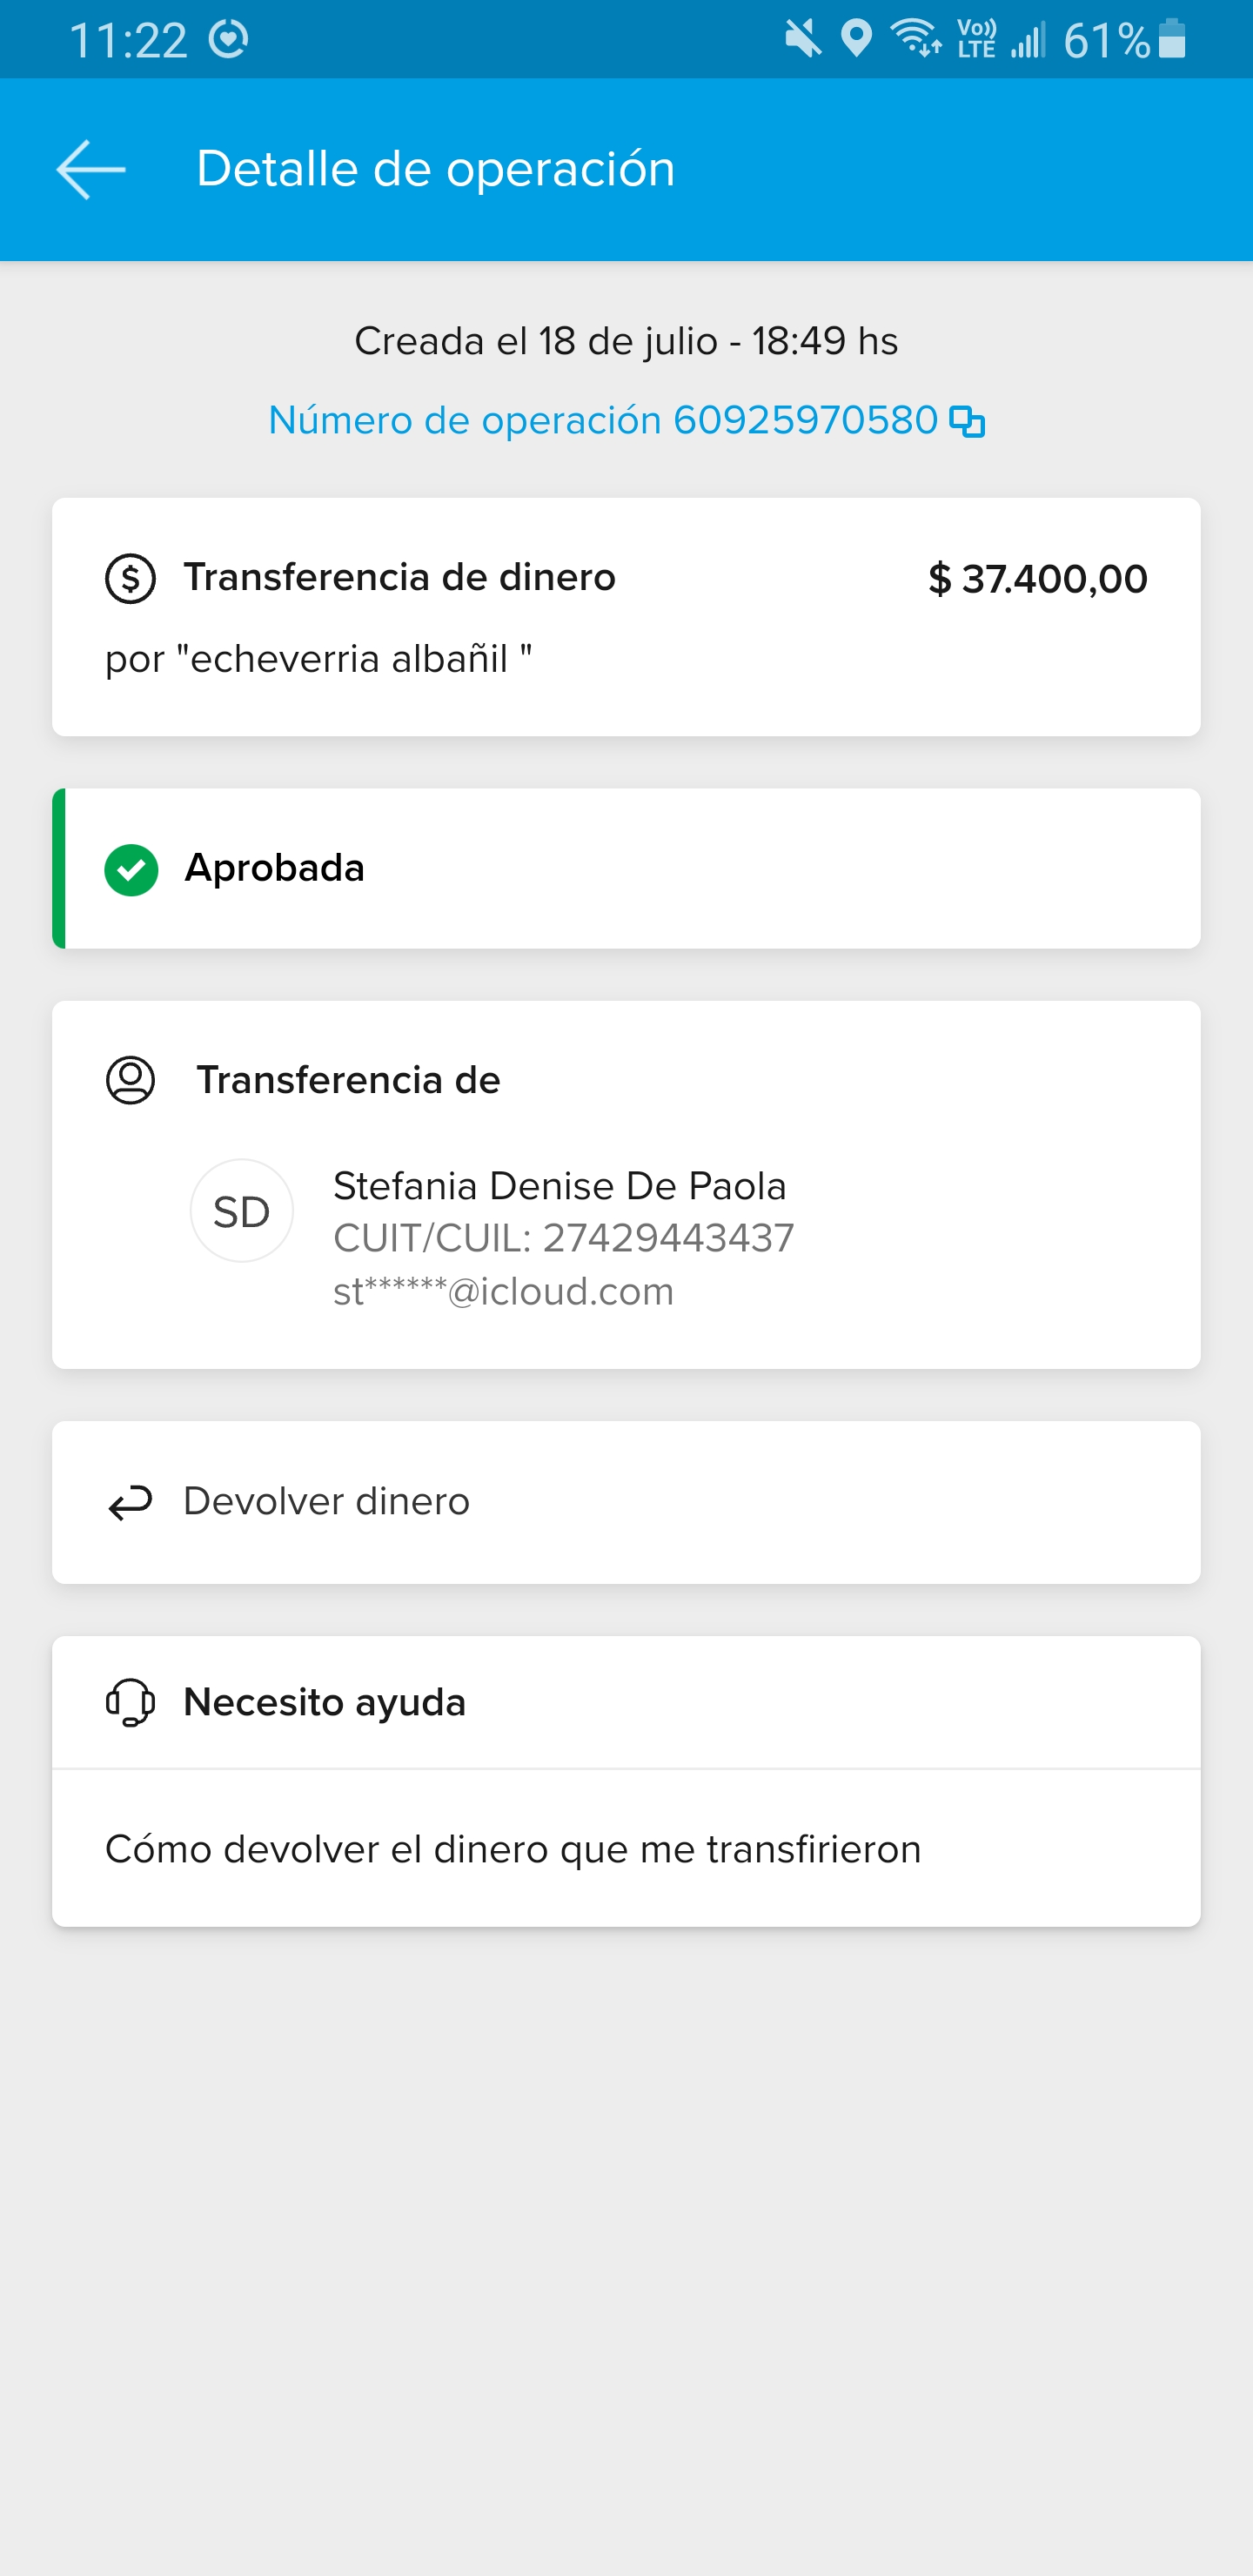 11:22 Vo)) LTE 61%
Detalle de operación
Creada el 18 de julio - 18:49 hs
Número de operación 60925970580
$ Transferencia de dinero $ 37.400,00
por "echeverria albañil "
Aprobada
Transferencia de
SD
Stefania Denise De Paola
CUIT/CUIL: 27429443437
st******@icloud.com
Devolver dinero
Necesito ayuda
Cómo devolver el dinero que me transfirieron